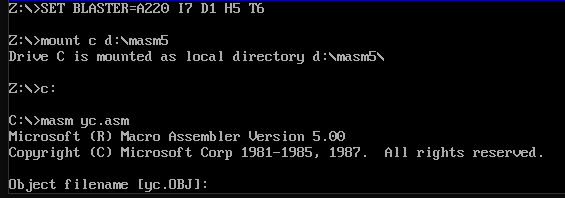 Z:\>SET BLASTER=A220 I7 D1 H5 T6
Z:\>mount c d:\masm5
Drive C is mounted as local directory d:\masm5\
Z:\>c:
C:\>masm yc.asm
Microsoft (R) Macro Assembler Version 5.00
Copyright (C) Microsoft Corp 1981-1985, 1987.  All rights reserved.
Object filename [yc.OBJ]: